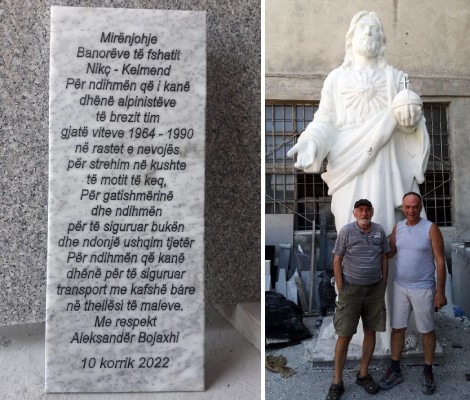 Mirënjohje
Banorëve të fshatit
Nikç - Kelmend
Për ndihmën që i kanë
dhënë alpinistëve
të brezit tim
gjatë viteve 1964 - 1990
në rastet e nevojës
për strehim në kushte
të motit të keq,
Për gatishmërinë
dhe ndihmën
për të siguruar bukën
dhe ndonjë ushqim tjetër
Për ndihmën që kanë
dhënë për të siguruar
transport me kafshë bare
në thellësi të maleve.
Me respekt
Aleksandër Bojaxhi
10 korrik 2022